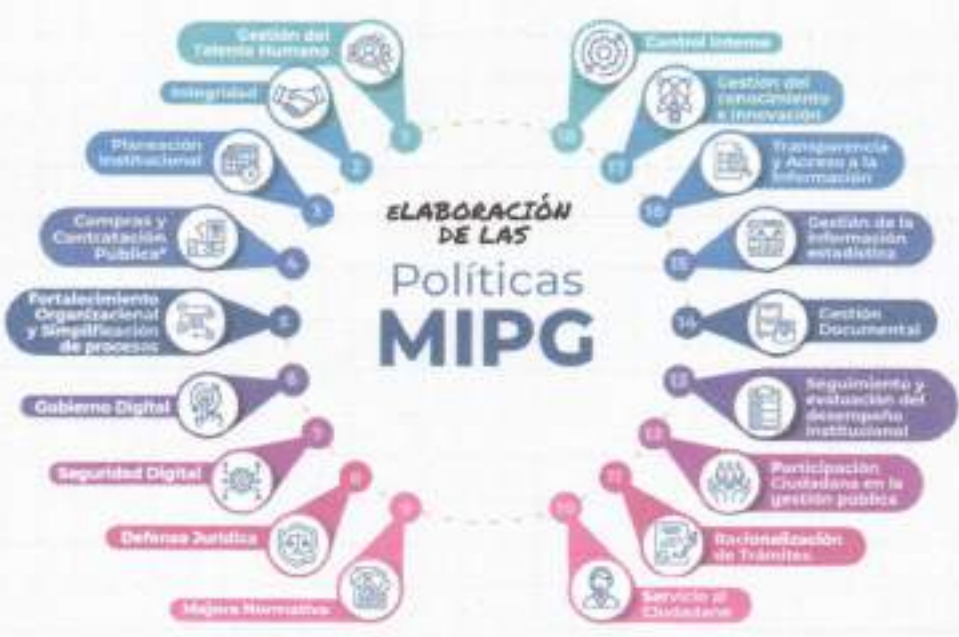 ELABORACIÓN
DE LAS
Políticas
MIPG
Gestión del
Talento Humano
1
Integridad
2
Planeación
Institucional
3
Compras y
Contratación
Pública*
4
Fortalecimiento
Organizacional
y Simplificación
de procesos
5
Gobierno Digital
6
Seguridad Digital
7
Defensa Jurídica
8
Mejora Normativa
9
Servicio al
Ciudadano
10
Racionalización
de Trámites
11
Participación
Ciudadana en la
gestión pública
12
Seguimiento y
evaluación del
desempeño
institucional
13
Gestión
Documental
14
Gestión de la
información
estadística
15
Transparencia
y Acceso a la
Información
16
Gestión del
conocimiento
e innovación
17
Control Interno
18